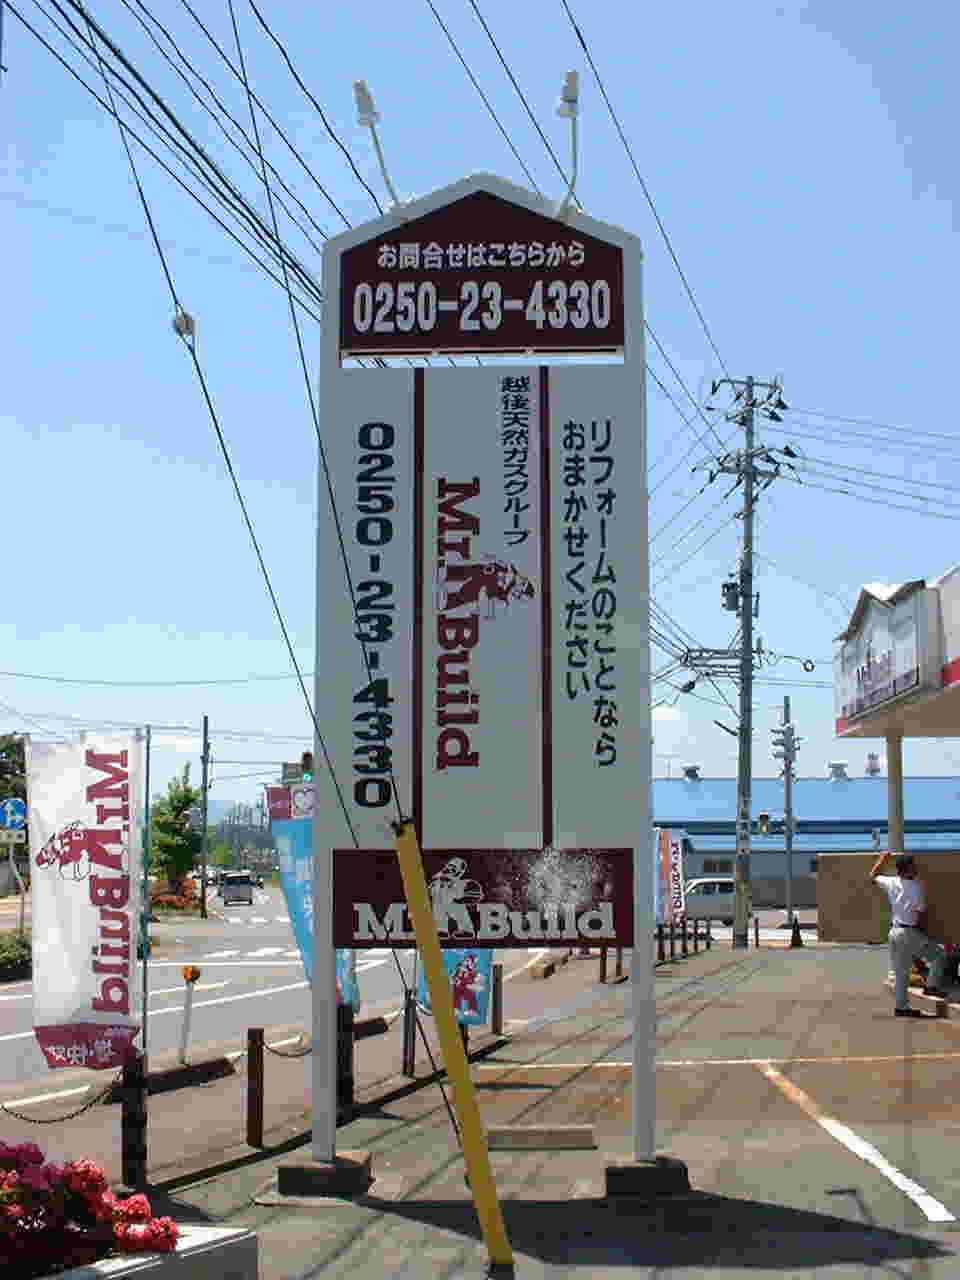 お問合せはこちらから
0250-23-4330
リフォームのことなら
おまかせください
越後天然ガスグループ
Mr. Build
0250-23-4330
Mr. Build
Mr. Build
Mr. Build